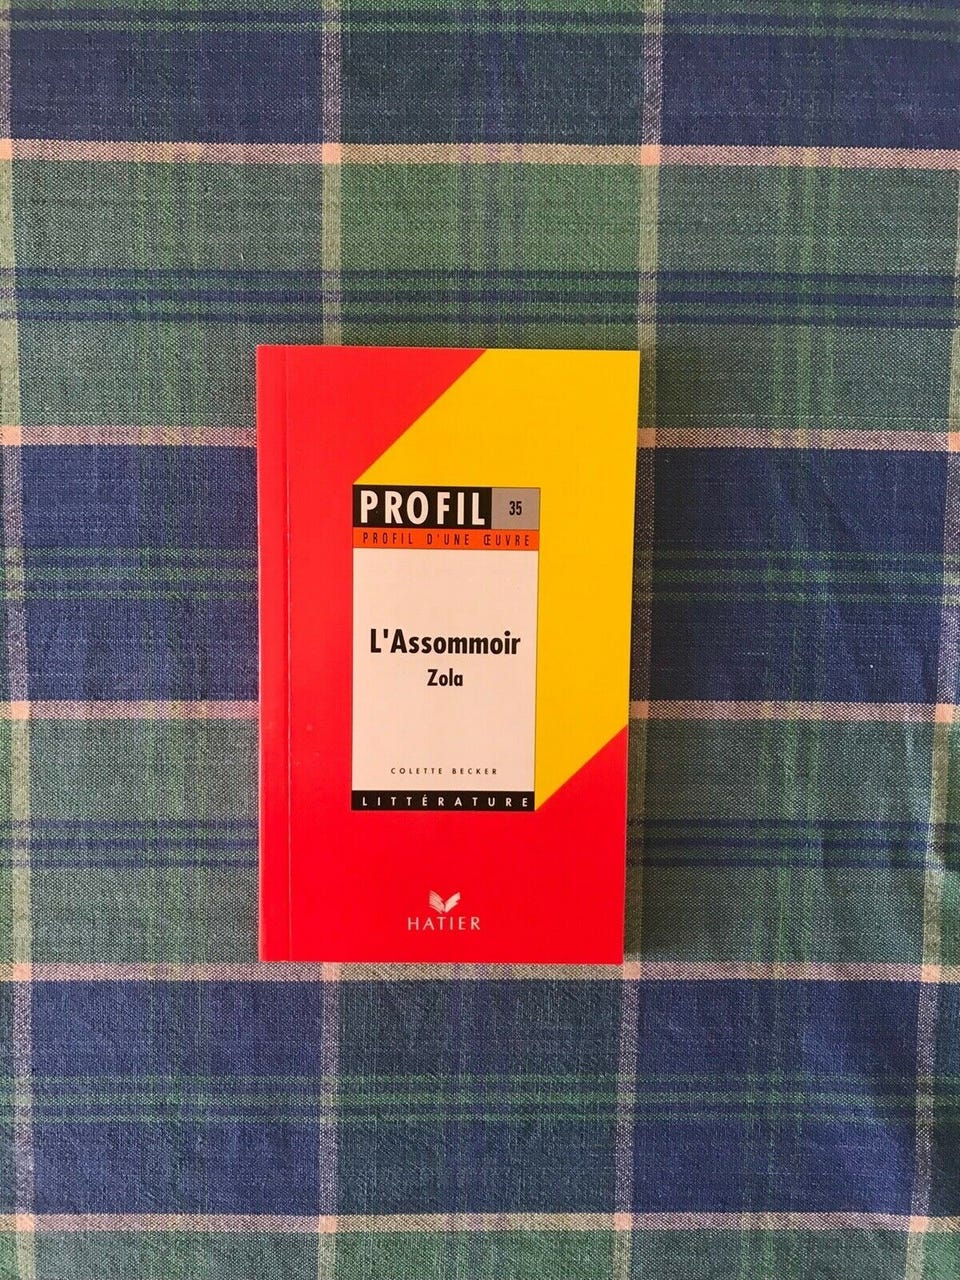 PROFIL 35
PROFIL D'UNE ŒUVRE
L'Assommoir
Zola
COLETTE BECKER
LITTÉRATURE
HATIER